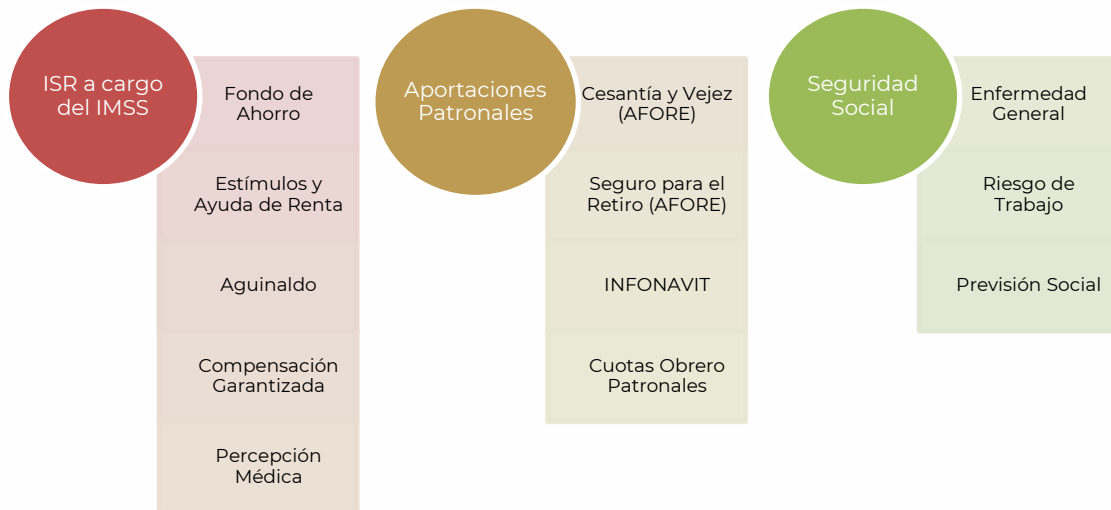 ISR a cargo
del IMSS
Fondo de
Ahorro
Estímulos y
Ayuda de Renta
Aguinaldo
Compensación
Garantizada
Percepción
Médica
Aportaciones
Patronales
Cesantía y Vejez
(AFORE)
Seguro para el
Retiro (AFORE)
INFONAVIT
Cuotas Obrero
Patronales
Seguridad
Social
Enfermedad
General
Riesgo de
Trabajo
Previsión Social